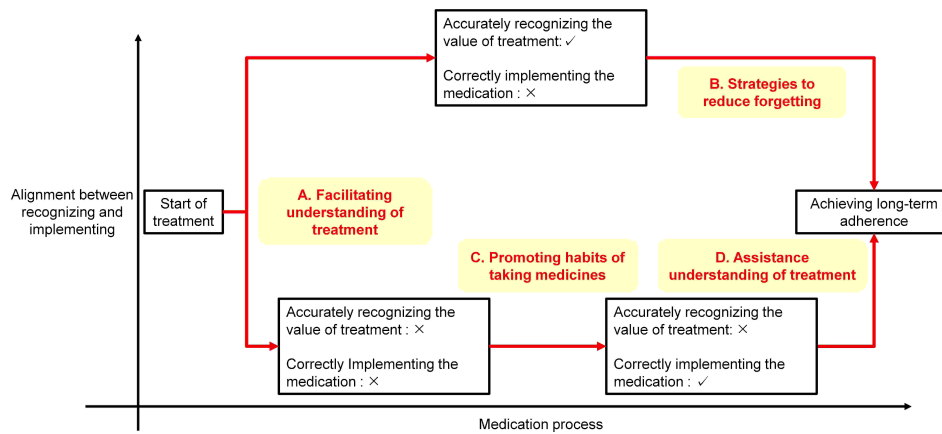 Accurately recognizing the
value of treatment: ✓
Correctly implementing the
medication : ×
B. Strategies to
reduce forgetting
Alignment between
recognizing and
implementing
Start of
treatment
A. Facilitating
understanding of
treatment
Achieving long-term
adherence
C. Promoting habits of
taking medicines
D. Assistance
understanding of treatment
Accurately recognizing the
value of treatment : ×
Correctly Implementing the
medication : ×
Accurately recognizing the
value of treatment: ×
Correctly implementing the
medication : ✓
Medication process